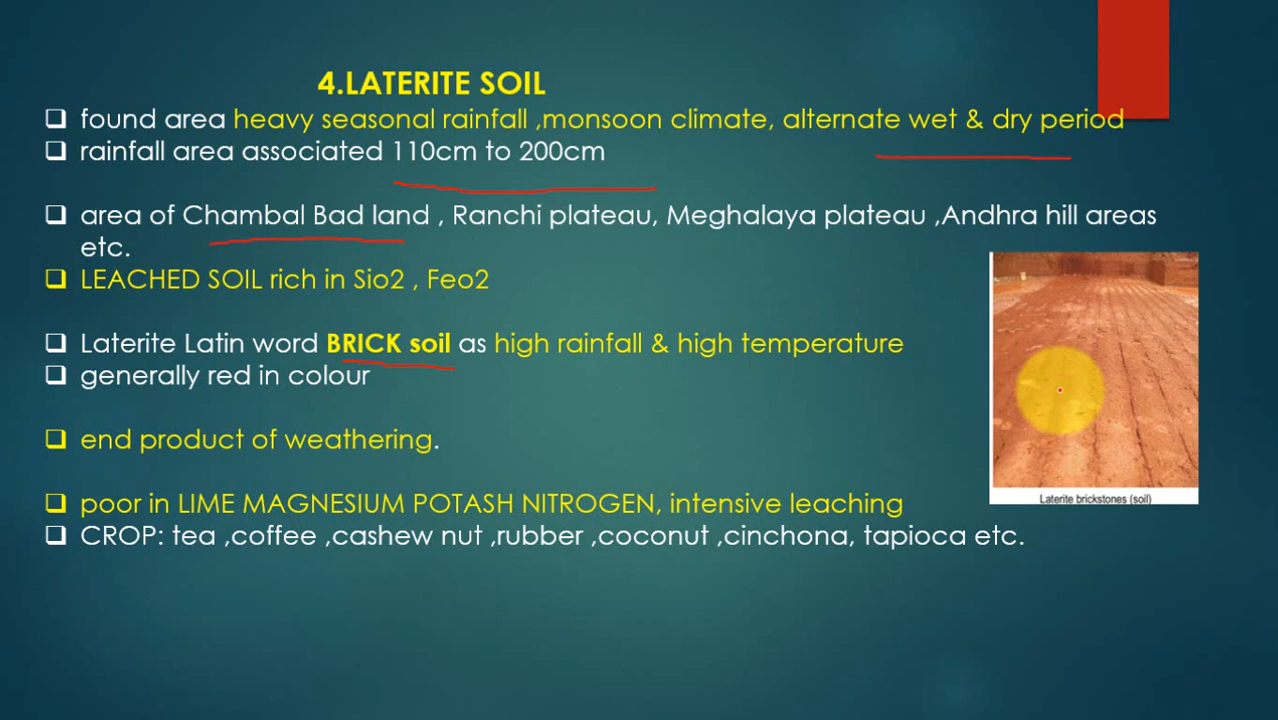 4.LATERITE SOIL
❑ found area heavy seasonal rainfall ,monsoon climate, alternate wet & dry period
❑ rainfall area associated 110cm to 200cm
❑ area of Chambal Bad land , Ranchi plateau, Meghalaya plateau ,Andhra hill areas
etc.
❑ LEACHED SOIL rich in Sio2 , Feo2
❑ Laterite Latin word BRICK soil as high rainfall & high temperature
❑ generally red in colour
❑ end product of weathering.
❑ poor in LIME MAGNESIUM POTASH NITROGEN, intensive leaching
Laterite brickstones (soil)
❑ CROP: tea ,coffee ,cashew nut ,rubber ,coconut ,cinchona, tapioca etc.